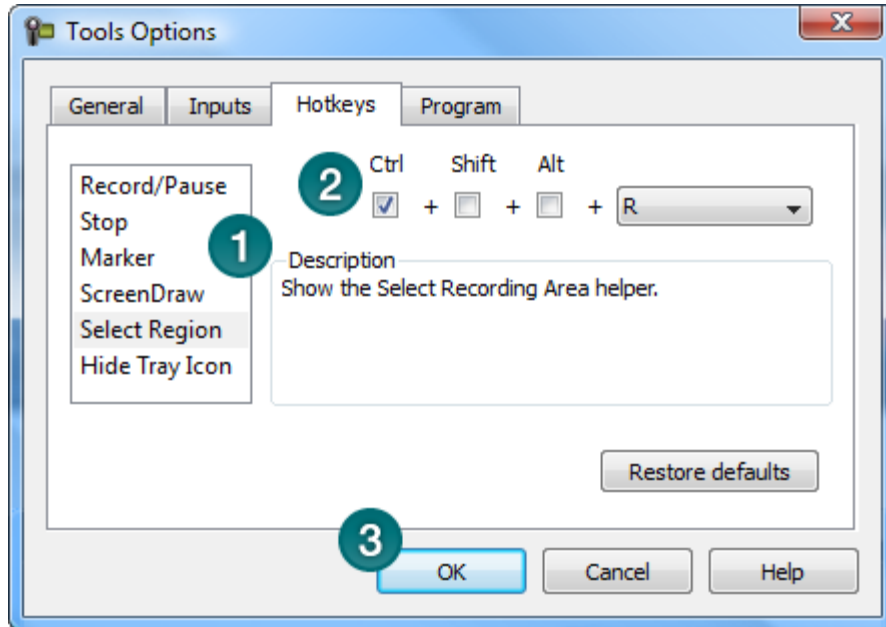 Tools Options
General Inputs Hotkeys Program
Record/Pause
Stop
Marker
ScreenDraw
Select Region
Hide Tray Icon
1
2
Ctrl Shift Alt
+ + + R
Description
Show the Select Recording Area helper.
Restore defaults
3
OK Cancel Help